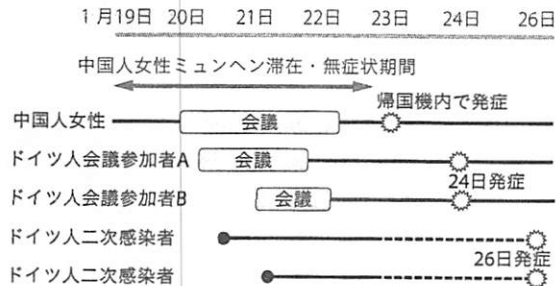 1月19日 20日 21日 22日 23日 24日 26日
中国人女性ミュンヘン滞在・無症状期間
帰国機内で発症
中国人女性 会議
ドイツ人会議参加者A 会議
24日発症
ドイツ人会議参加者B 会議
ドイツ人二次感染者
26日発症
ドイツ人二次感染者